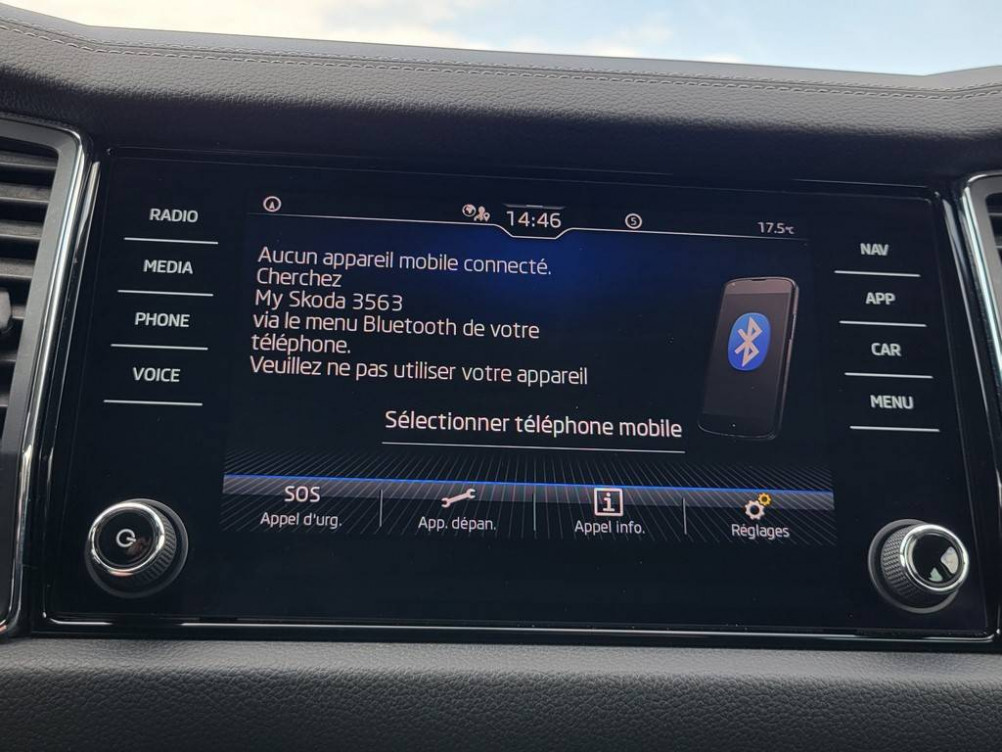 RADIO
MEDIA
PHONE
VOICE
14:46
S
17.5°C
Aucun appareil mobile connecté.
Cherchez
My Skoda 3563
via le menu Bluetooth de votre
téléphone.
Veuillez ne pas utiliser votre appareil
Sélectionner téléphone mobile
SOS
Appel d'urg.
App. dépan.
i
Appel info.
Réglages
NAV
APP
CAR
MENU